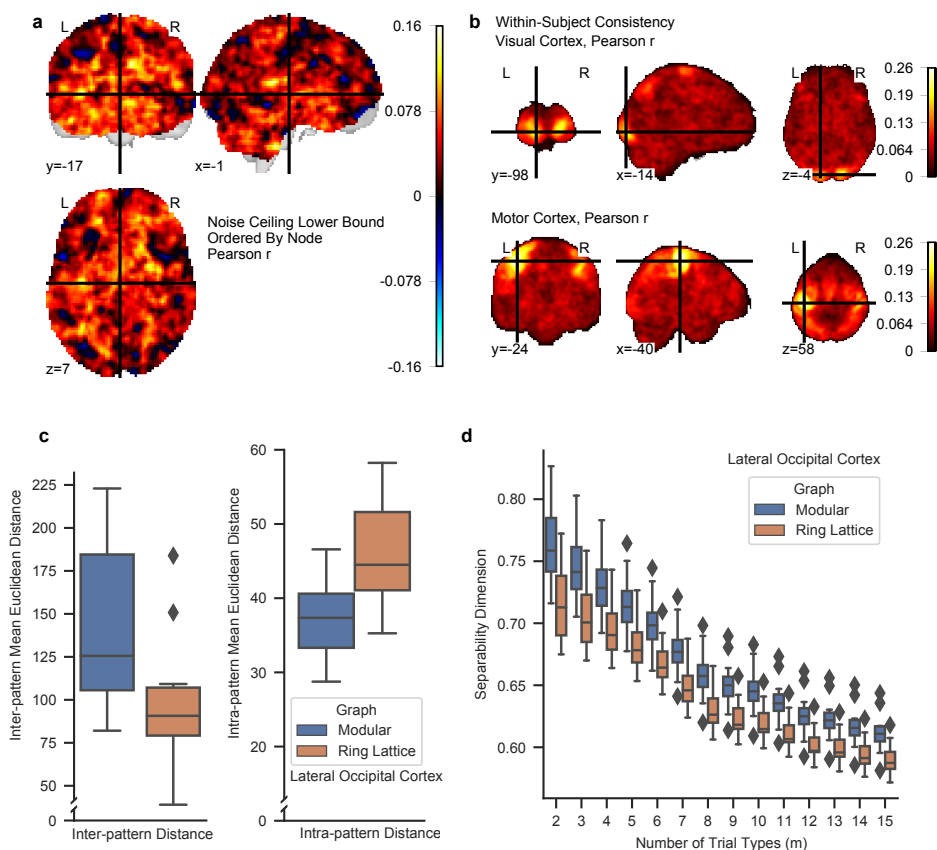 a
L R
y=-17
x=-1
L R
z=7
Noise Ceiling Lower Bound
Ordered By Node
Pearson r
0.16
0.078
0
-0.078
-0.16
b
Within-Subject Consistency
Visual Cortex, Pearson r
L R
y=-98
x=-14
L R
z=-4
0.26
0.19
0.13
0.064
0
Motor Cortex, Pearson r
L R
y=-24
x=-40
L R
z=58
0.26
0.19
0.13
0.064
0
c
Inter-pattern Mean Euclidean Distance
225
200
175
150
125
100
75
50
0
Inter-pattern Distance
Intra-pattern Mean Euclidean Distance
60
50
40
30
20
0
Graph
Modular
Ring Lattice
Lateral Occipital Cortex
Intra-pattern Distance
d
Lateral Occipital Cortex
Graph
Modular
Ring Lattice
Separability Dimension
0.80
0.75
0.70
0.65
0.60
2 3 4 5 6 7 8 9 10 11 12 13 14 15
Number of Trial Types (m)